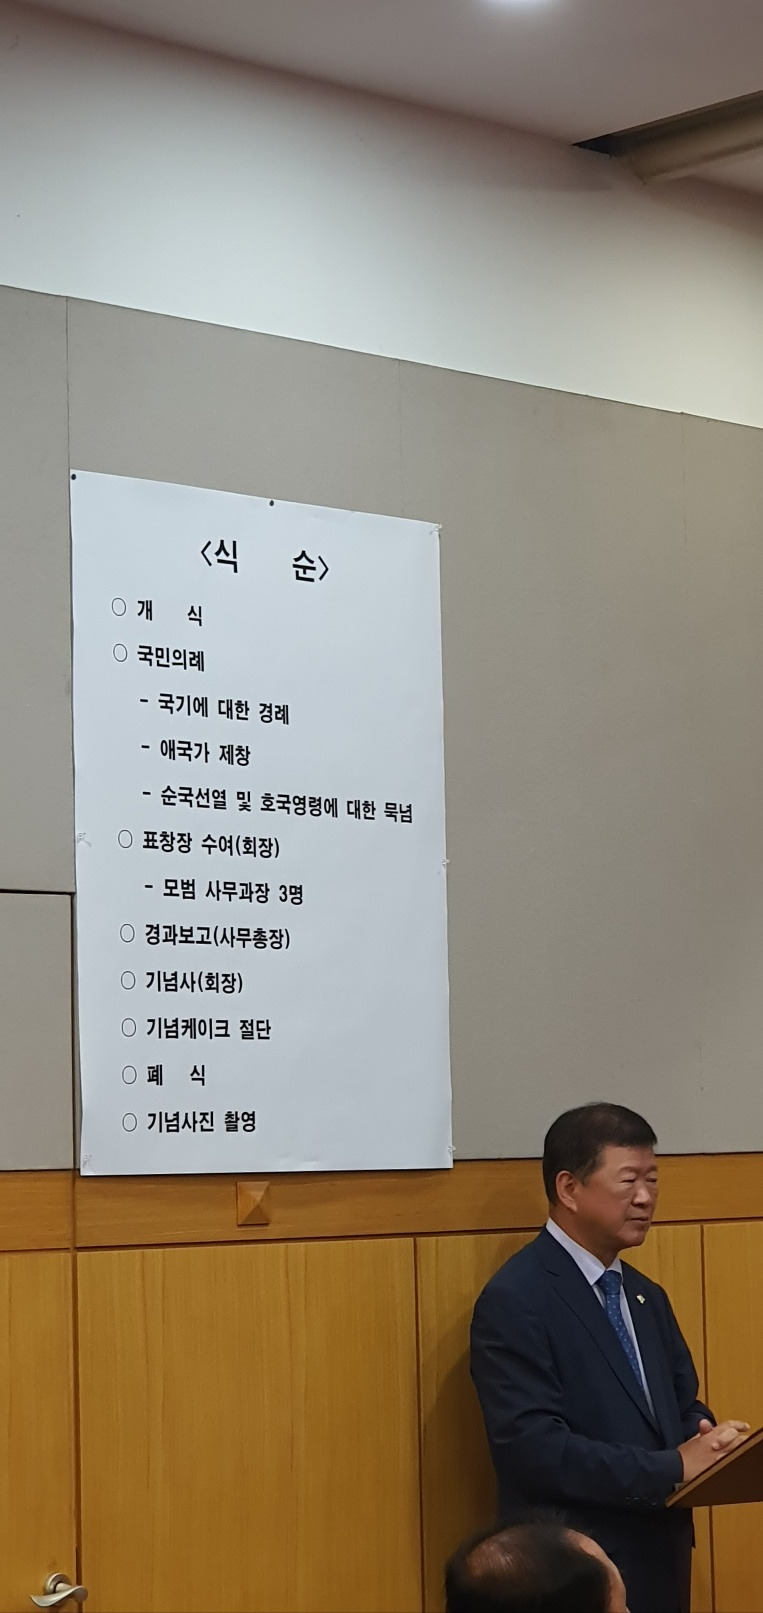 <식 순>
○ 개 식
○ 국민의례
- 국기에 대한 경례
- 애국가 제창
- 순국선열 및 호국영령에 대한 묵념
○ 표창장 수여(회장)
- 모범 사무과장 3명
○ 경과보고(사무총장)
○ 기념사(회장)
○ 기념케이크 절단
○ 폐 식
○ 기념사진 촬영